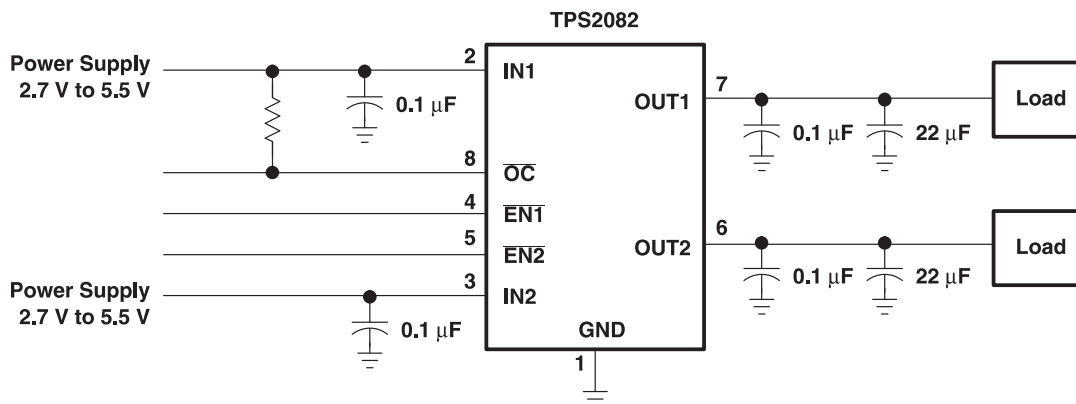 TPS2082
Power Supply
2.7 V to 5.5 V
2
IN1
0.1 μF
8
OC
4
EN1
5
EN2
Power Supply
2.7 V to 5.5 V
3
IN2
0.1 μF
GND
1
OUT1
7
0.1 μF
22 μF
Load
OUT2
6
0.1 μF
22 μF
Load